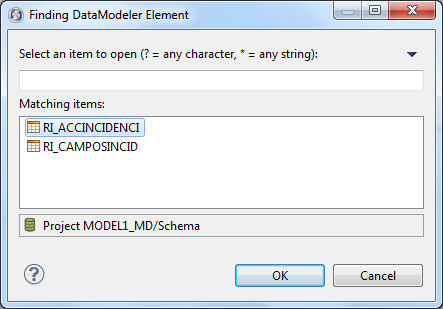 Finding DataModeler Element
Select an item to open (? = any character, * = any string):
Matching items:
RI_ACCINCIDENCI
RI_CAMPOSINCID
Project MODEL1_MD/Schema
?
OK Cancel